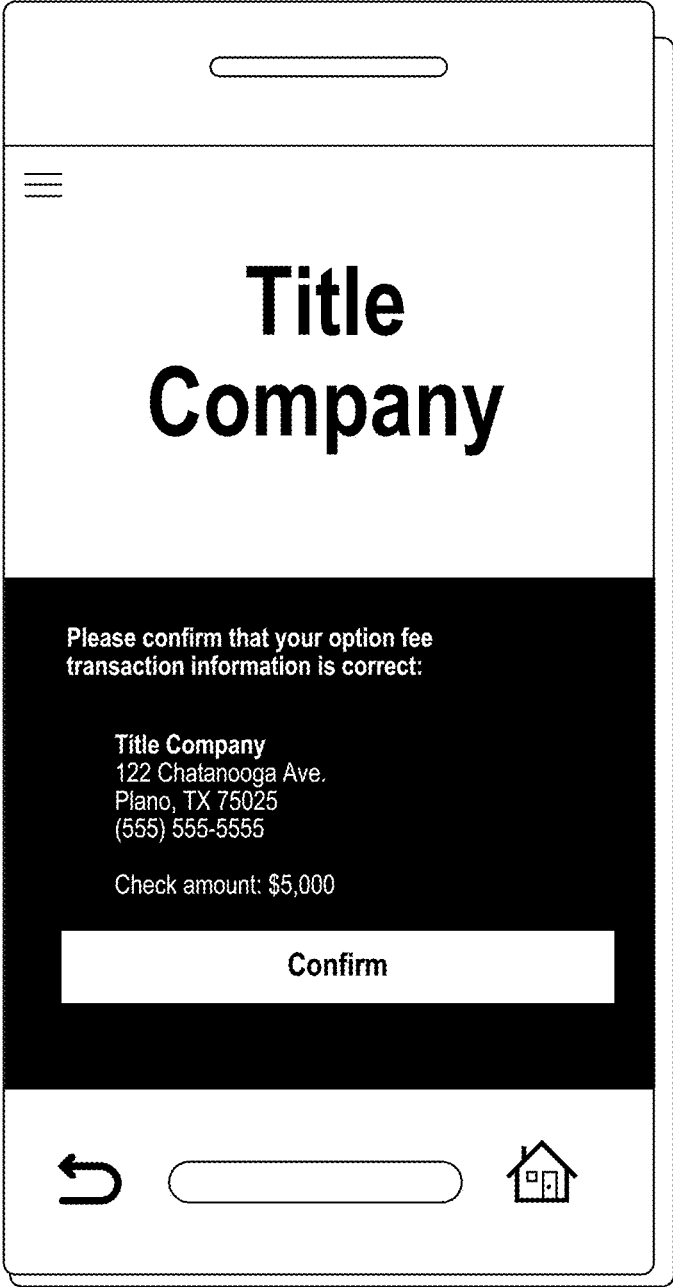 Title
Company
Please confirm that your option fee
transaction information is correct:
Title Company
122 Chatanooga Ave.
Plano, TX 75025
(555) 555-5555
Check amount: $5,000
Confirm